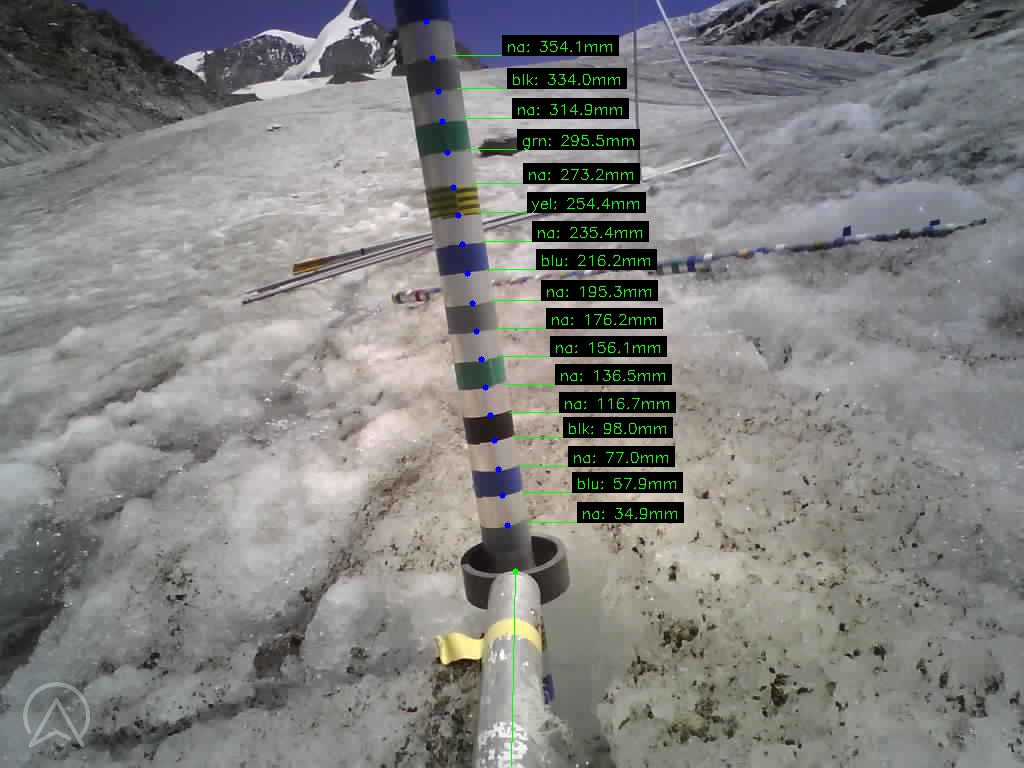 na: 354.1mm
blk: 334.0mm
na: 314.9mm
grn: 295.5mm
na: 273.2mm
yel: 254.4mm
na: 235.4mm
blu: 216.2mm
na: 195.3mm
na: 176.2mm
na: 156.1mm
na: 136.5mm
na: 116.7mm
blk: 98.0mm
na: 77.0mm
blu: 57.9mm
na: 34.9mm